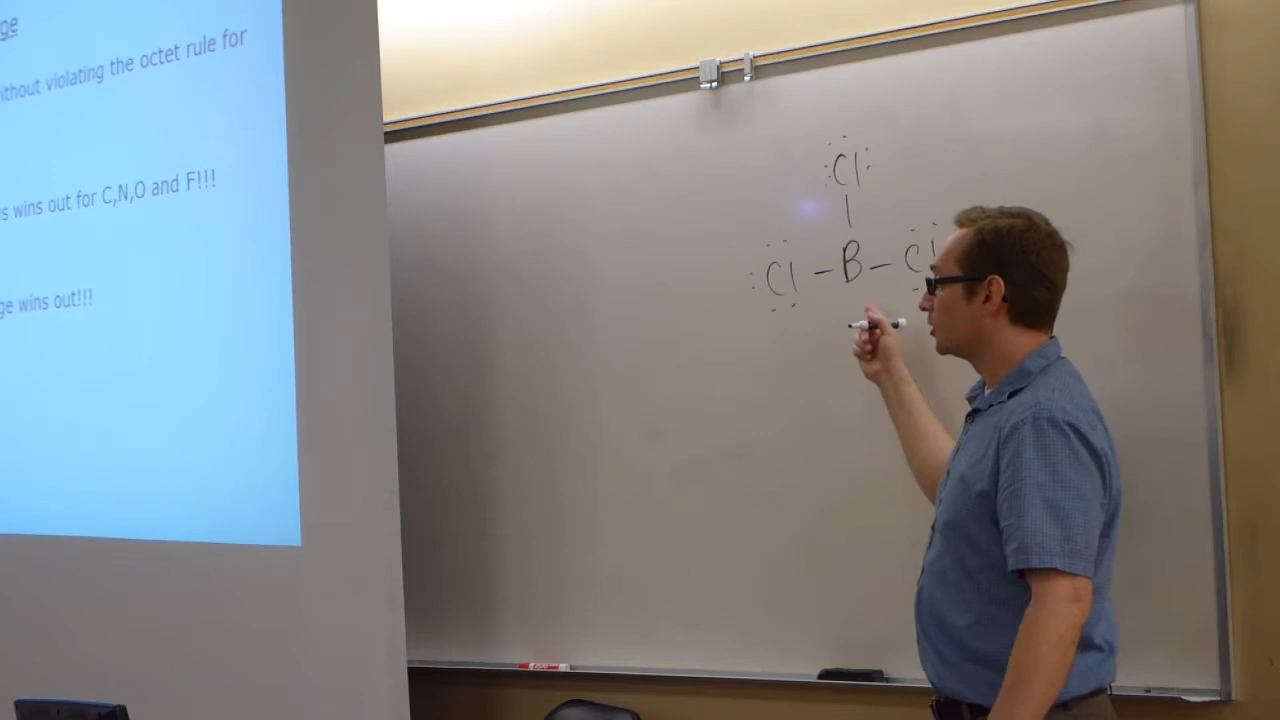 ge
ithout violating the octet rule for
s wins out for C,N,O and F!!!
ge wins out!!!
Cl
Cl – B – Cl